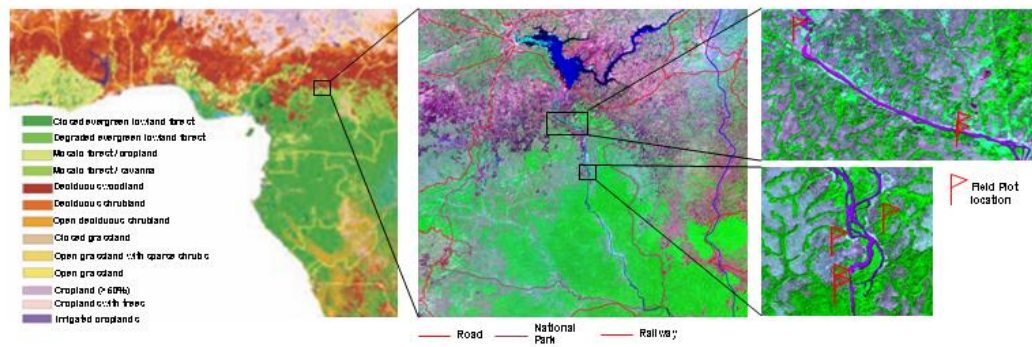 Closed evergreen lowland forest
Degraded evergreen lowland forest
Mosaic forest / cropland
Mosaic forest / savanna
Deciduous woodland
Deciduous shrubland
Open deciduous shrubland
Closed grassland
Open grassland with sparse shrubs
Open grassland
Cropland (>50%)
Cropland with trees
Irrigated croplands
Road
National
Park
Railway
Field Plot
location